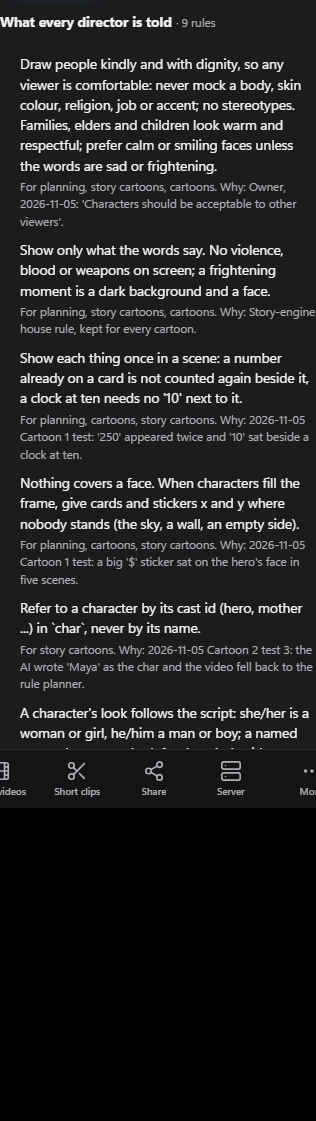 What every director is told · 9 rules
Draw people kindly and with dignity, so any
viewer is comfortable: never mock a body, skin
colour, religion, job or accent; no stereotypes.
Families, elders and children look warm and
respectful; prefer calm or smiling faces unless
the words are sad or frightening.
For planning, story cartoons, cartoons. Why: Owner,
2026-11-05: 'Characters should be acceptable to other
viewers'.
Show only what the words say. No violence,
blood or weapons on screen; a frightening
moment is a dark background and a face.
For planning, story cartoons, cartoons. Why: Story-engine
house rule, kept for every cartoon.
Show each thing once in a scene: a number
already on a card is not counted again beside it,
a clock at ten needs no '10' next to it.
For planning, cartoons, story cartoons. Why: 2026-11-05
Cartoon 1 test: '250' appeared twice and '10' sat beside a
clock at ten.
Nothing covers a face. When characters fill the
frame, give cards and stickers x and y where
nobody stands (the sky, a wall, an empty side).
For planning, cartoons, story cartoons. Why: 2026-11-05
Cartoon 1 test: a big '$' sticker sat on the hero's face in
five scenes.
Refer to a character by its cast id (hero, mother
...) in `char`, never by its name.
For story cartoons. Why: 2026-11-05 Cartoon 2 test 3: the
AI wrote 'Maya' as the char and the video fell back to the
rule planner.
A character's look follows the script: she/her is a
woman or girl, he/him a man or boy; a named
videos
Short clips
Share
Server